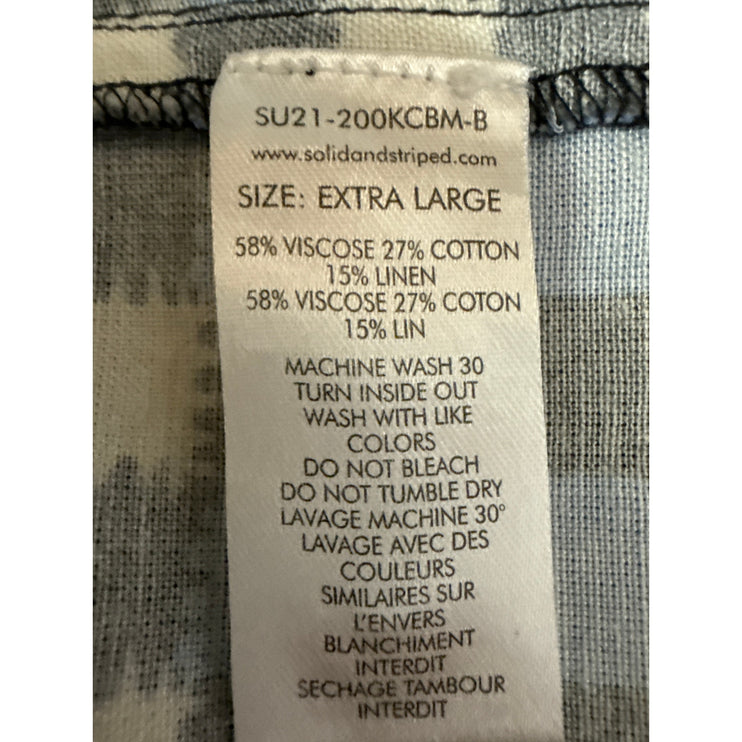 SU21-200KCBM-B
www.solidandstriped.com
SIZE: EXTRA LARGE
58% VISCOSE 27% COTTON
15% LINEN
58% VISCOSE 27% COTON
15% LIN
MACHINE WASH 30
TURN INSIDE OUT
WASH WITH LIKE
COLORS
DO NOT BLEACH
DO NOT TUMBLE DRY
LAVAGE MACHINE 30°
LAVAGE AVEC DES
COULEURS
SIMILAIRES SUR
L'ENVERS
BLANCHIMENT
INTERDIT
SECHAGE TAMBOUR
INTERDIT